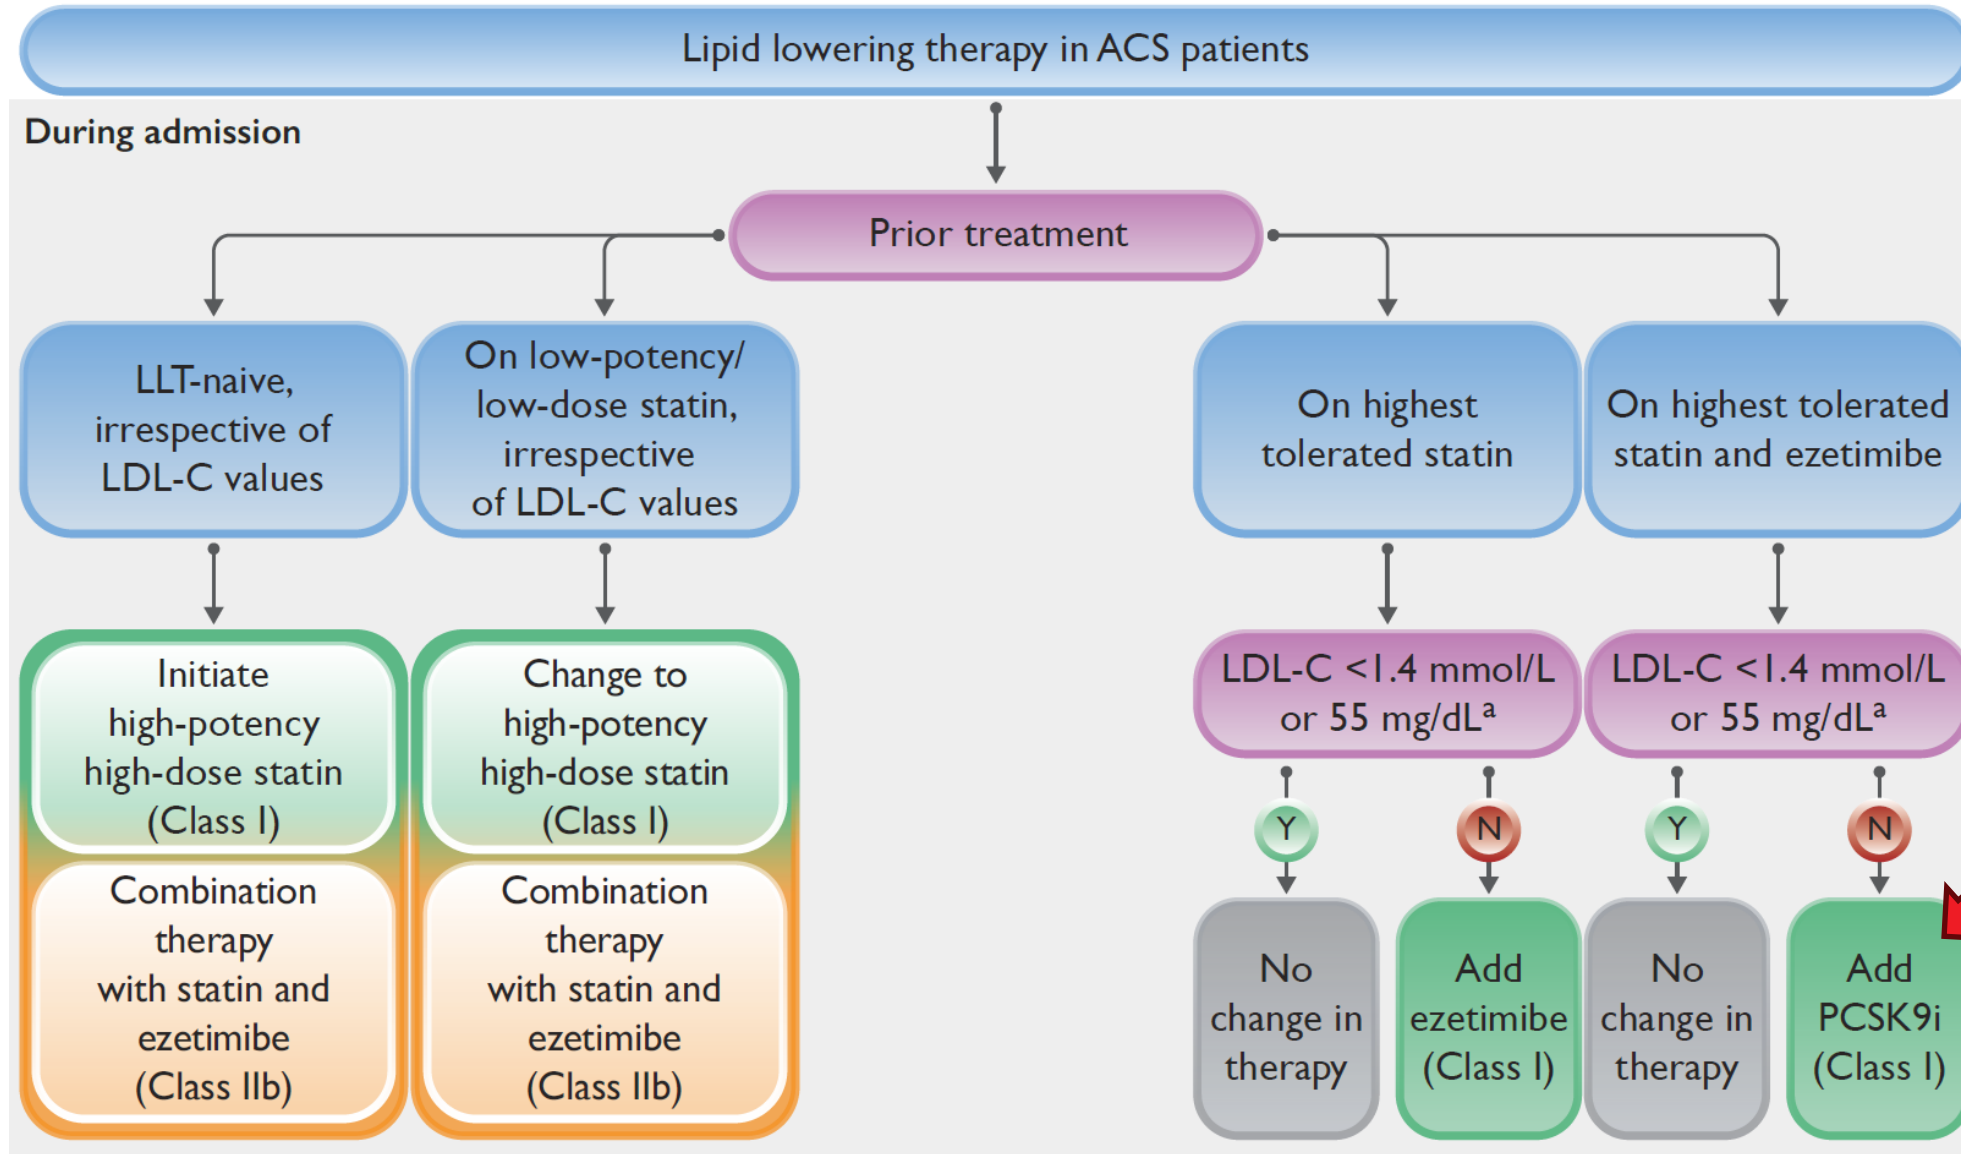 Lipid lowering therapy in ACS patients
During admission
Prior treatment
LLT-naive,
irrespective of
LDL-C values
On low-potency/
low-dose statin,
irrespective
of LDL-C values
On highest
tolerated statin
On highest tolerated
statin and ezetimibe
Initiate
high-potency
high-dose statin
(Class I)
Change to
high-potency
high-dose statin
(Class I)
LDL-C <1.4 mmol/L
or 55 mg/dLᵃ
LDL-C <1.4 mmol/L
or 55 mg/dLᵃ
Y
N
Y
N
Combination
therapy
with statin and
ezetimibe
(Class IIb)
Combination
therapy
with statin and
ezetimibe
(Class IIb)
No
change in
therapy
Add
ezetimibe
(Class I)
No
change in
therapy
Add
PCSK9i
(Class I)